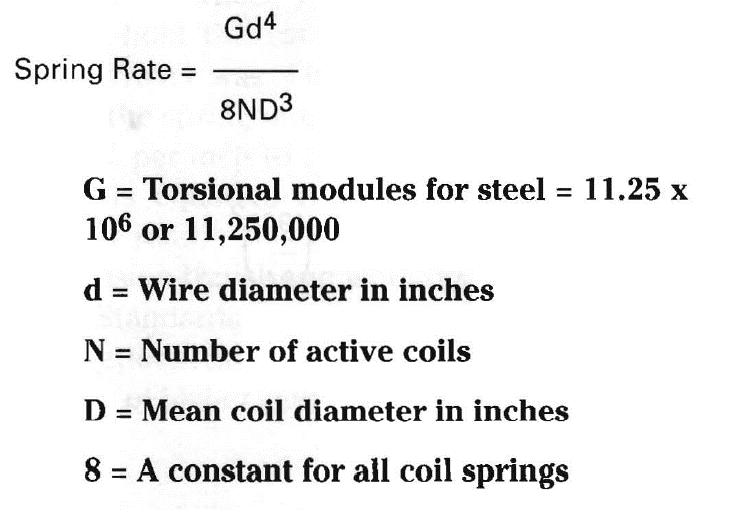 Gd⁴
Spring Rate =
8ND³
G = Torsional modules for steel = 11.25 x
10⁶ or 11,250,000
d = Wire diameter in inches
N = Number of active coils
D = Mean coil diameter in inches
8 = A constant for all coil springs